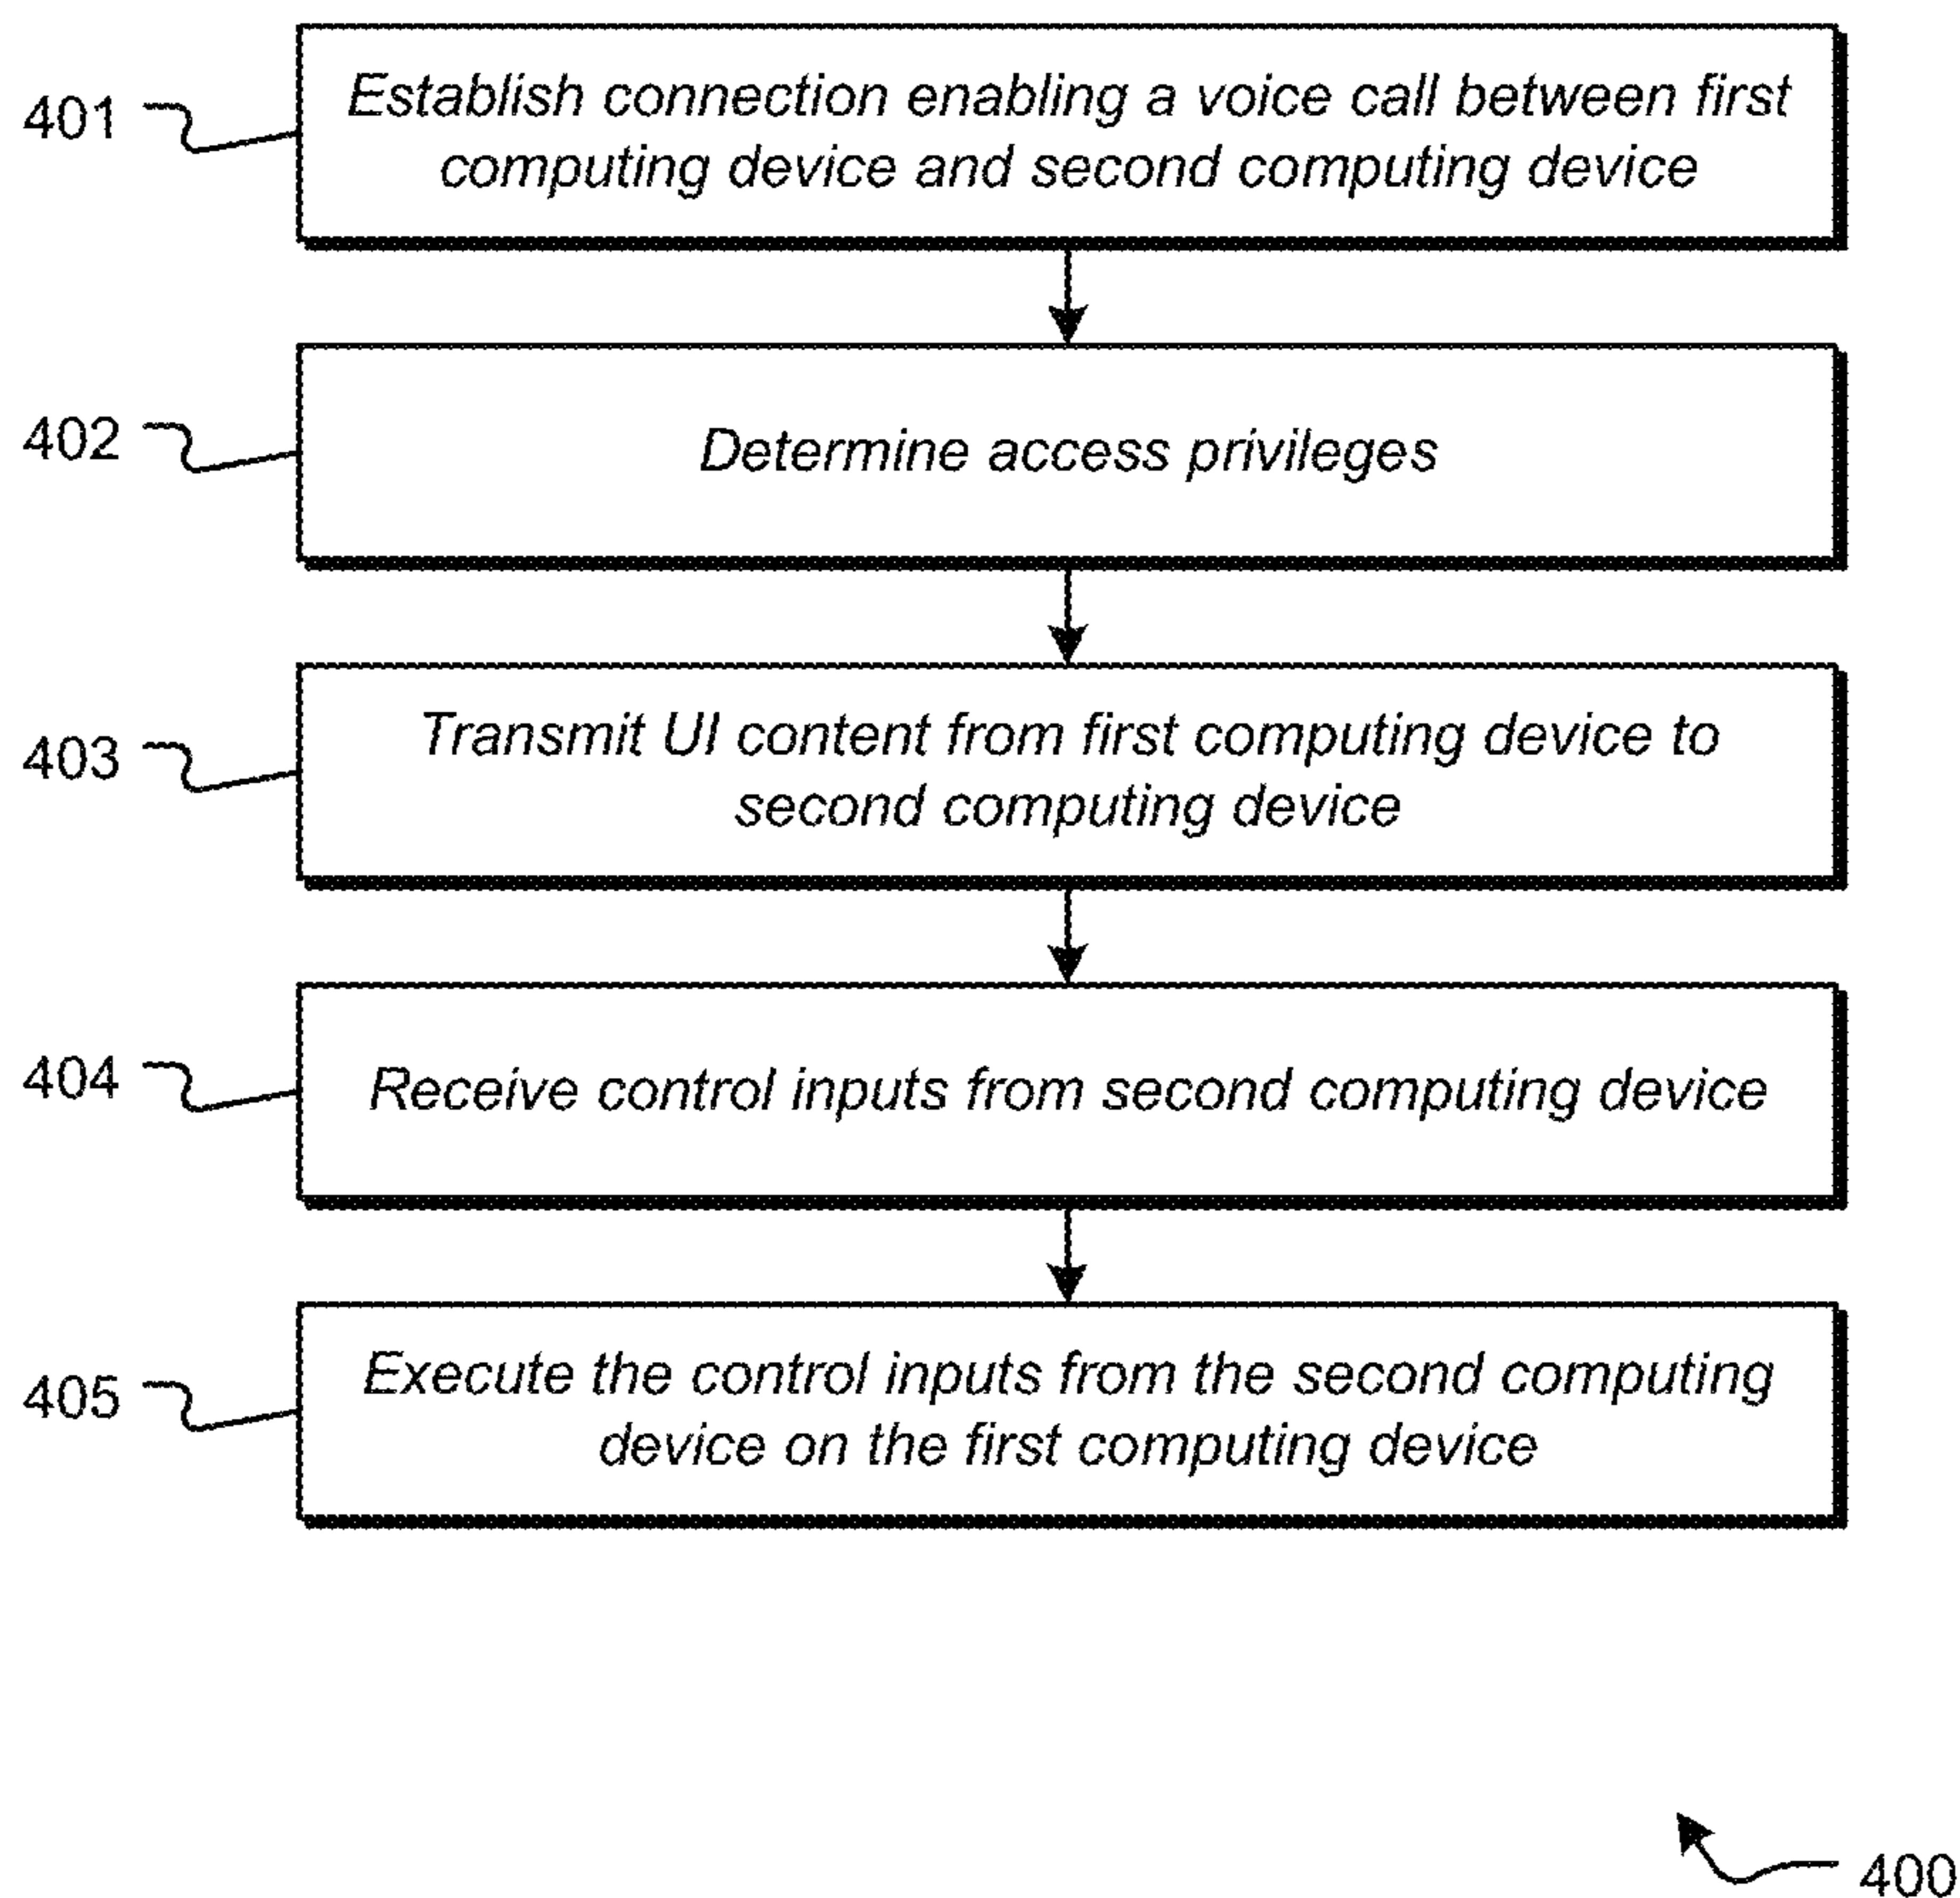 401
Establish connection enabling a voice call between first
computing device and second computing device
402
Determine access privileges
403
Transmit UI content from first computing device to
second computing device
404
Receive control inputs from second computing device
405
Execute the control inputs from the second computing
device on the first computing device
400